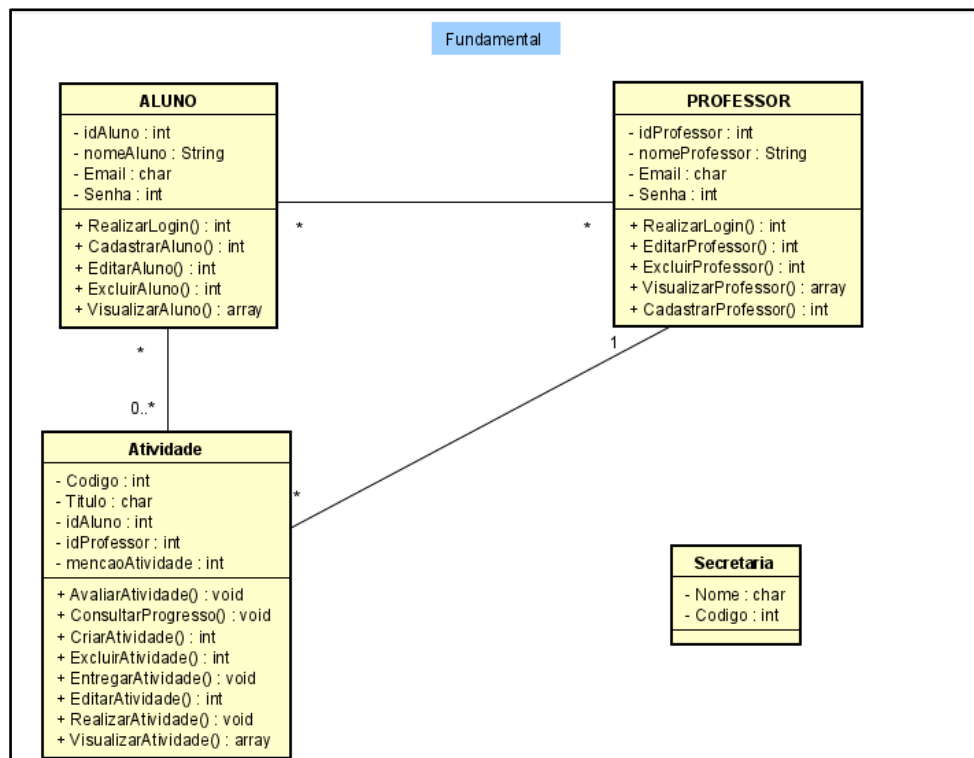 Fundamental
ALUNO
- idAluno : int
- nomeAluno : String
- Email : char
- Senha : int
+ RealizarLogin() : int
+ CadastrarAluno() : int
+ EditarAluno() : int
+ ExcluirAluno() : int
+ VisualizarAluno() : array
PROFESSOR
- idProfessor : int
- nomeProfessor : String
- Email : char
- Senha : int
+ RealizarLogin() : int
+ EditarProfessor() : int
+ ExcluirProfessor() : int
+ VisualizarProfessor() : array
+ CadastrarProfessor() : int
*
*
*
0..*
1
*
Atividade
- Codigo : int
- Titulo : char
- idAluno : int
- idProfessor : int
- mencaoAtividade : int
+ AvaliarAtividade() : void
+ ConsultarProgresso() : void
+ CriarAtividade() : int
+ ExcluirAtividade() : int
+ EntregarAtividade() : void
+ EditarAtividade() : int
+ RealizarAtividade() : void
+ VisualizarAtividade() : array
Secretaria
- Nome : char
- Codigo : int